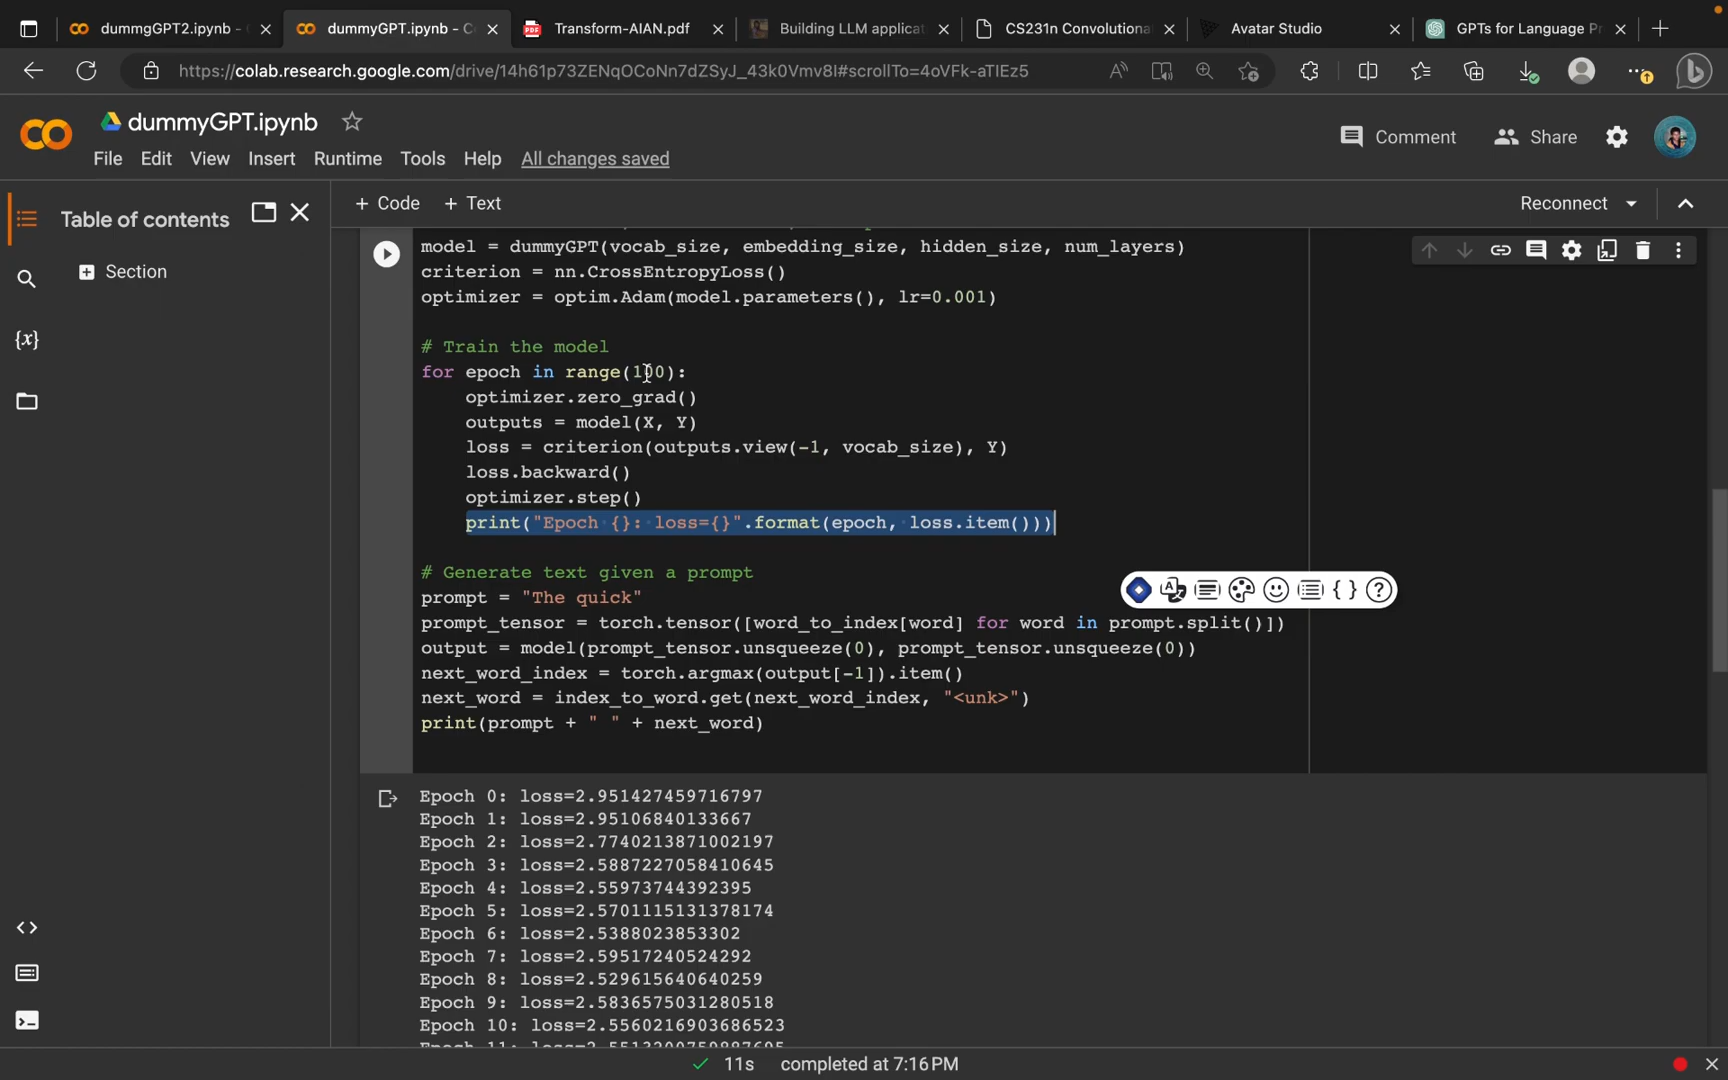 dummgGPT2.ipynb -
dummyGPT.ipynb - C
Transform-AIAN.pdf
Building LLM applicat
CS231n Convolutiona
Avatar Studio
GPTs for Language Pr
https://colab.research.google.com/drive/14h61p73ZENqOCoNn7dZSyJ_43k0Vmv8I#scrollTo=4oVFk-aTIEz5
dummyGPT.ipynb
Comment
Share
File Edit View Insert Runtime Tools Help All changes saved
Table of contents
+ Code + Text
Reconnect
Section
model = dummyGPT(vocab_size, embedding_size, hidden_size, num_layers)
criterion = nn.CrossEntropyLoss()
optimizer = optim.Adam(model.parameters(), lr=0.001)
# Train the model
for epoch in range(100):
optimizer.zero_grad()
outputs = model(X, Y)
loss = criterion(outputs.view(-1, vocab_size), Y)
loss.backward()
optimizer.step()
print("Epoch {}: loss={}".format(epoch, loss.item()))
# Generate text given a prompt
prompt = "The quick"
prompt_tensor = torch.tensor([word_to_index[word] for word in prompt.split()])
output = model(prompt_tensor.unsqueeze(0), prompt_tensor.unsqueeze(0))
next_word_index = torch.argmax(output[-1]).item()
next_word = index_to_word.get(next_word_index, "<unk>")
print(prompt + " " + next_word)
Epoch 0: loss=2.951427459716797
Epoch 1: loss=2.95106840133667
Epoch 2: loss=2.7740213871002197
Epoch 3: loss=2.5887227058410645
Epoch 4: loss=2.55973744392395
Epoch 5: loss=2.5701115131378174
Epoch 6: loss=2.5388023853302
Epoch 7: loss=2.59517240524292
Epoch 8: loss=2.529615640640259
Epoch 9: loss=2.5836575031280518
Epoch 10: loss=2.5560216903686523
11s completed at 7:16 PM